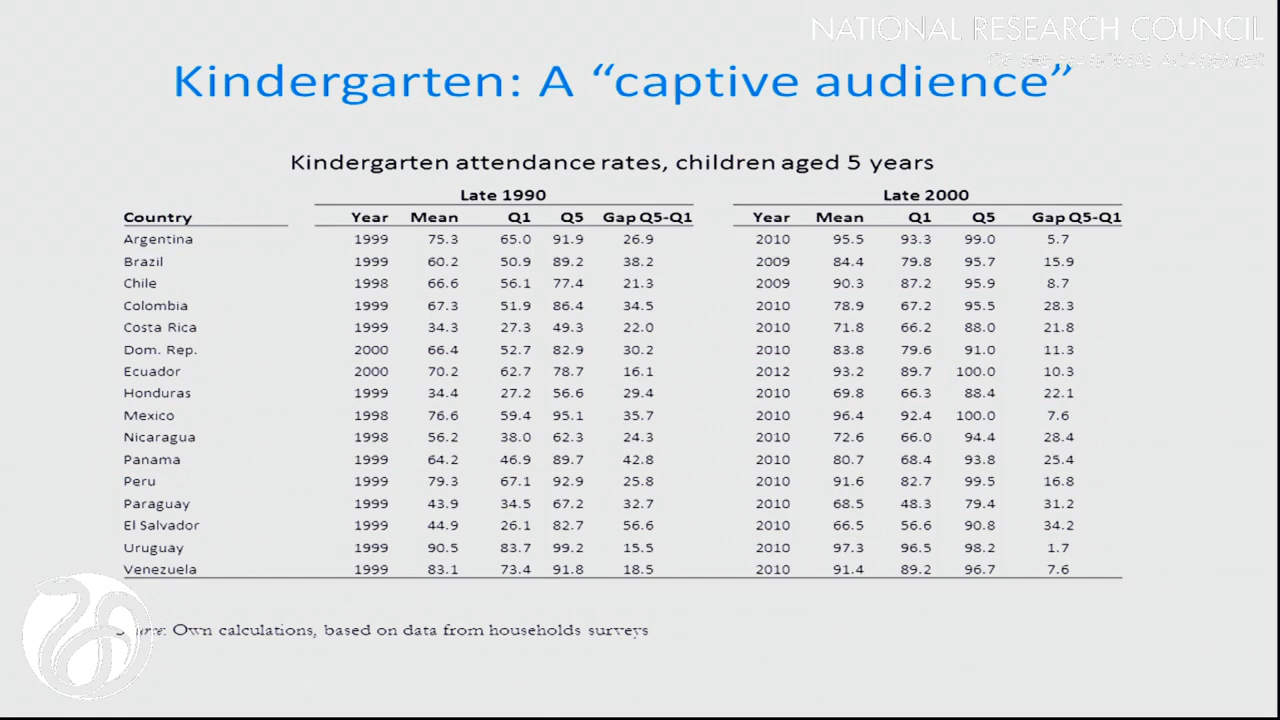 NATIONAL RESEARCH COUNCIL
OF THE NATIONAL ACADEMIES
Kindergarten: A “captive audience”
Kindergarten attendance rates, children aged 5 years
Late 1990 Late 2000
Country Year Mean Q1 Q5 Gap Q5-Q1 Year Mean Q1 Q5 Gap Q5-Q1
Argentina 1999 75.3 65.0 91.9 26.9 2010 95.5 93.3 99.0 5.7
Brazil 1999 60.2 50.9 89.2 38.2 2009 84.4 79.8 95.7 15.9
Chile 1998 66.6 56.1 77.4 21.3 2009 90.3 87.2 95.9 8.7
Colombia 1999 67.3 51.9 86.4 34.5 2010 78.9 67.2 95.5 28.3
Costa Rica 1999 34.3 27.3 49.3 22.0 2010 71.8 66.2 88.0 21.8
Dom. Rep. 2000 66.4 52.7 82.9 30.2 2010 83.8 79.6 91.0 11.3
Ecuador 2000 70.2 62.7 78.7 16.1 2012 93.2 89.7 100.0 10.3
Honduras 1999 34.4 27.2 56.6 29.4 2010 69.8 66.3 88.4 22.1
Mexico 1998 76.6 59.4 95.1 35.7 2010 96.4 92.4 100.0 7.6
Nicaragua 1998 56.2 38.0 62.3 24.3 2010 72.6 66.0 94.4 28.4
Panama 1999 64.2 46.9 89.7 42.8 2010 80.7 68.4 93.8 25.4
Peru 1999 79.3 67.1 92.9 25.8 2010 91.6 82.7 99.5 16.8
Paraguay 1999 43.9 34.5 67.2 32.7 2010 68.5 48.3 79.4 31.2
El Salvador 1999 44.9 26.1 82.7 56.6 2010 66.5 56.6 90.8 34.2
Uruguay 1999 90.5 83.7 99.2 15.5 2010 97.3 96.5 98.2 1.7
Venezuela 1999 83.1 73.4 91.8 18.5 2010 91.4 89.2 96.7 7.6
Own calculations, based on data from households surveys